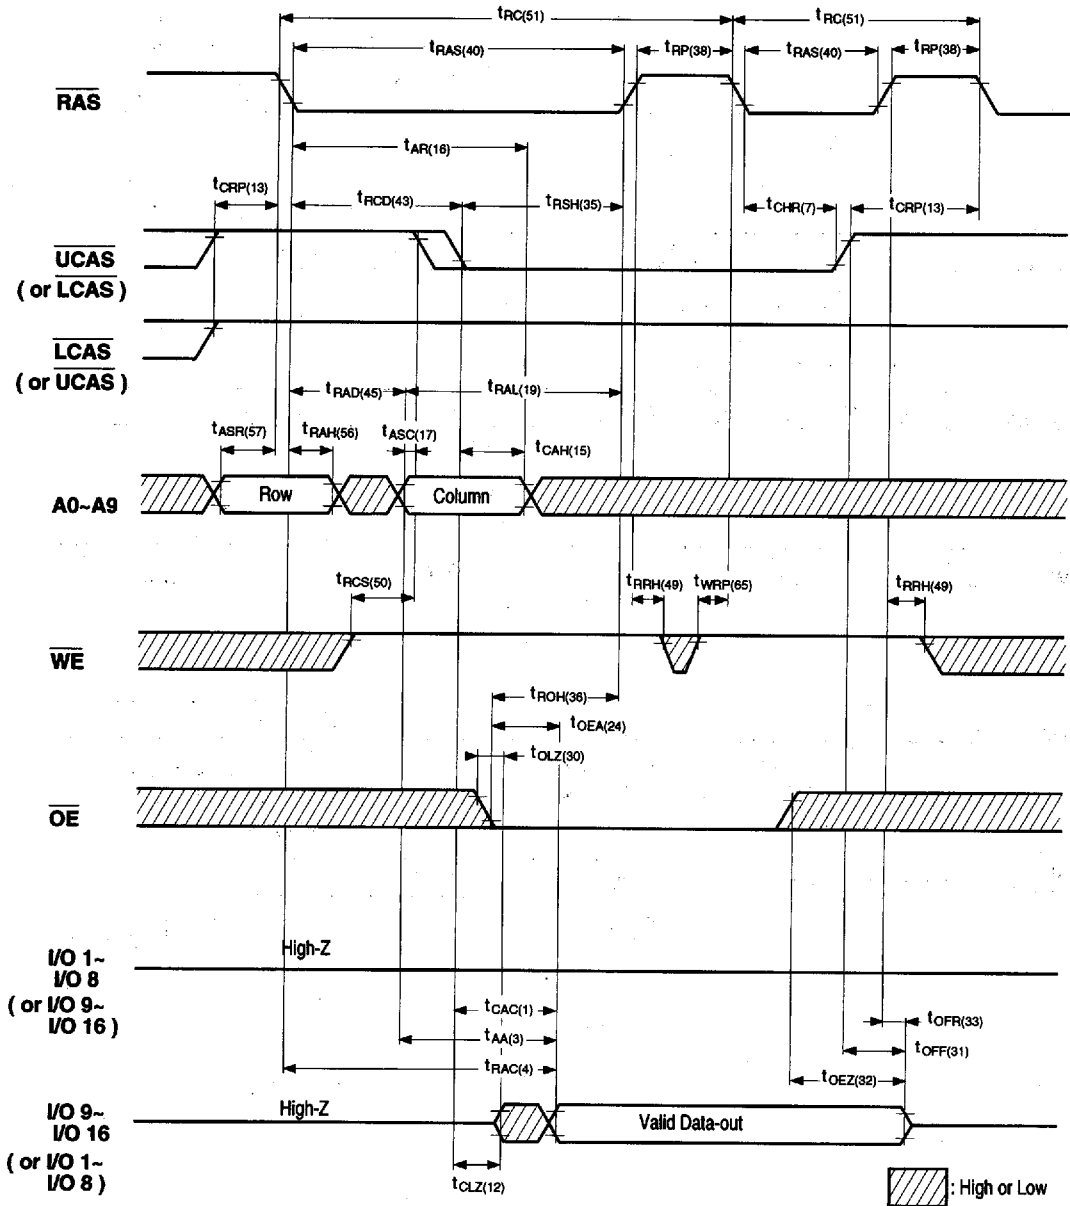 tRC(51) tRC(51)
tRAS(40) tRP(38) tRAS(40) tRP(38)
RAS
tAR(16)
tCRP(13) tRCD(43) tRSH(35) tCHR(7) tCRP(13)
UCAS
( or LCAS )
LCAS
( or UCAS )
tRAD(45) tRAL(19)
tASR(57) tRAH(56) tASC(17) tCAH(15)
A0~A9 Row Column
tRCS(50) tRRH(49) tWRP(65) tRRH(49)
WE
tROH(36)
tOEA(24)
tOLZ(30)
OE
High-Z
I/O 1~
I/O 8
( or I/O 9~
I/O 16 )
tCAC(1) tOFR(33)
tAA(3) tOFF(31)
tRAC(4) tOEZ(32)
I/O 9~ High-Z
I/O 16 Valid Data-out
( or I/O 1~
I/O 8 )
tCLZ(12)
: High or Low